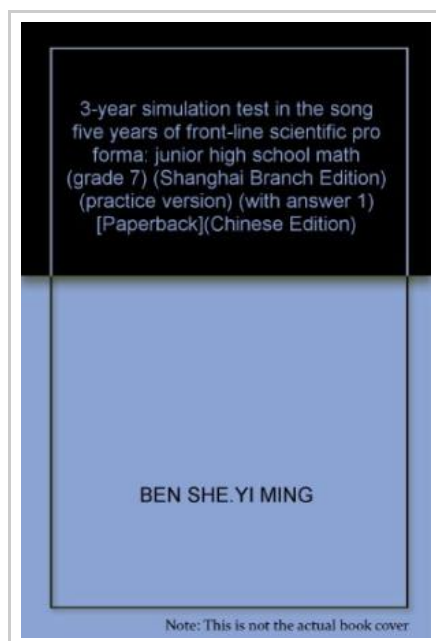 3-year simulation test in the song
five years of front-line scientific pro
forma: junior high school math
(grade 7) (Shanghai Branch Edition)
(practice version) (with answer 1)
[Paperback](Chinese Edition)
BEN SHE.YI MING
Note: This is not the actual book cover